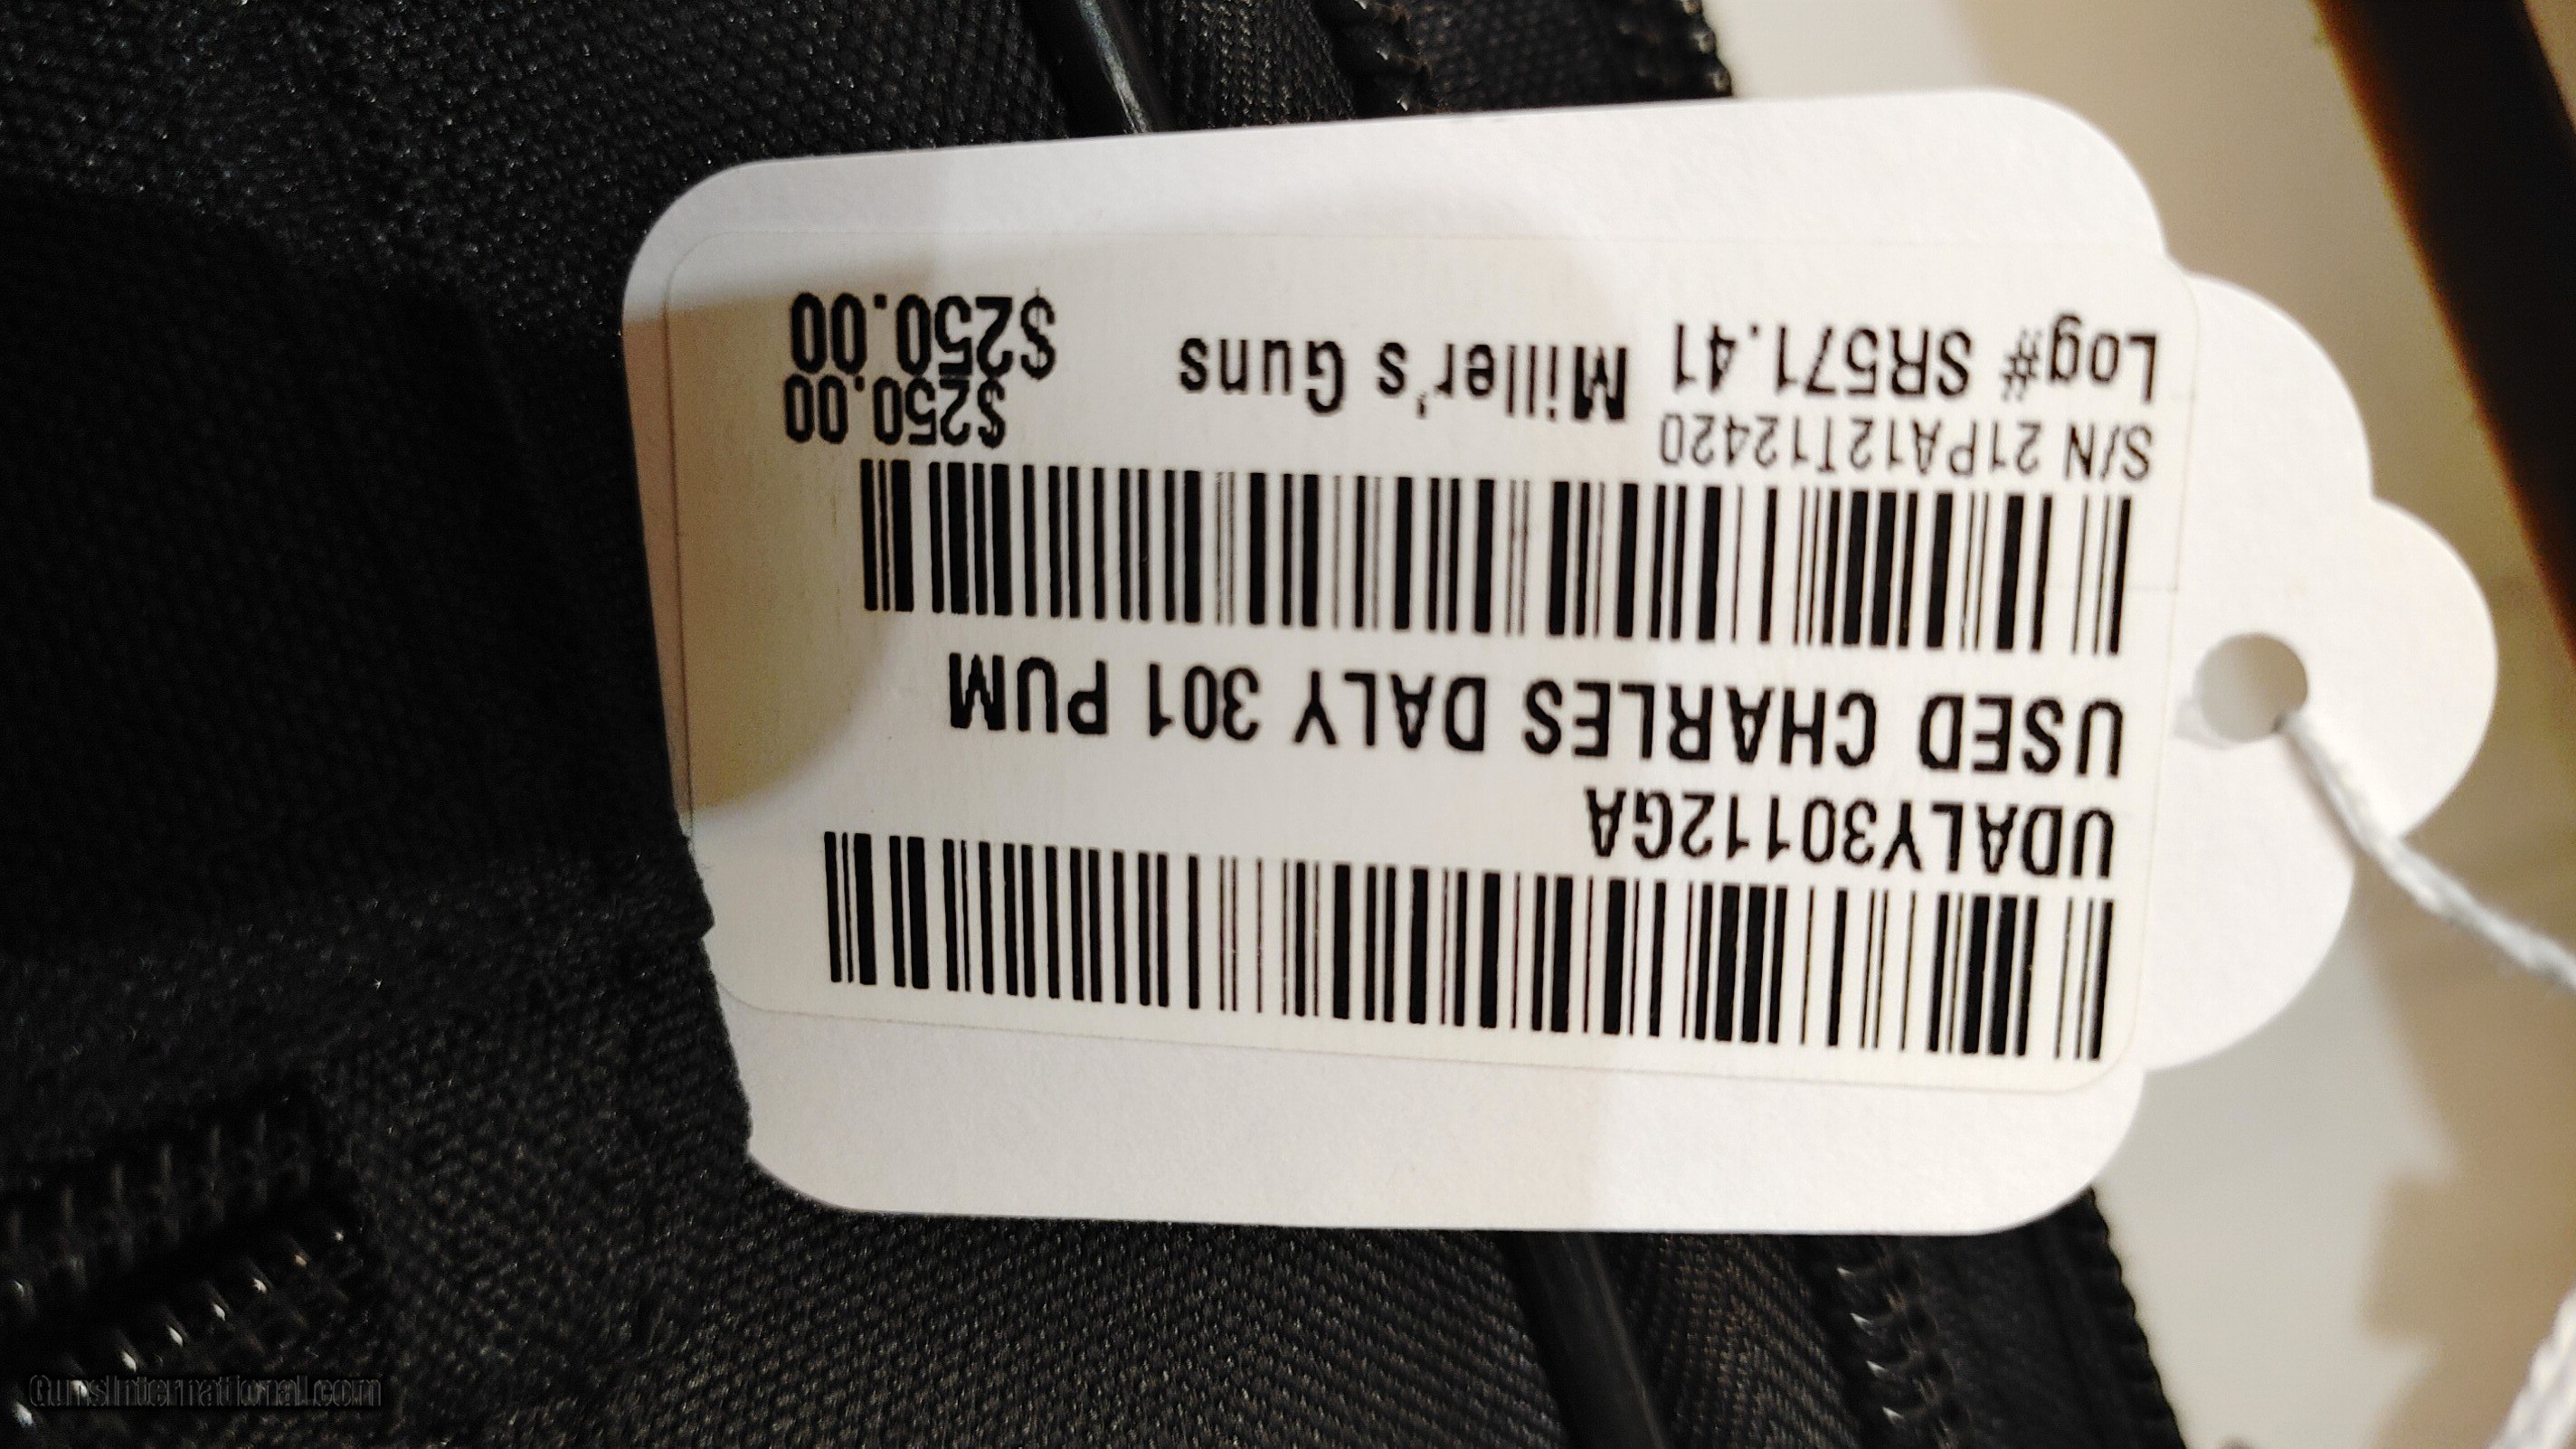 UDALY30112GA
USED CHARLES DALY 301 PUM
S/N 21PA12T12420
$250.00
Log# SR571.41 Miller's Guns $250.00
GunsInternational.com